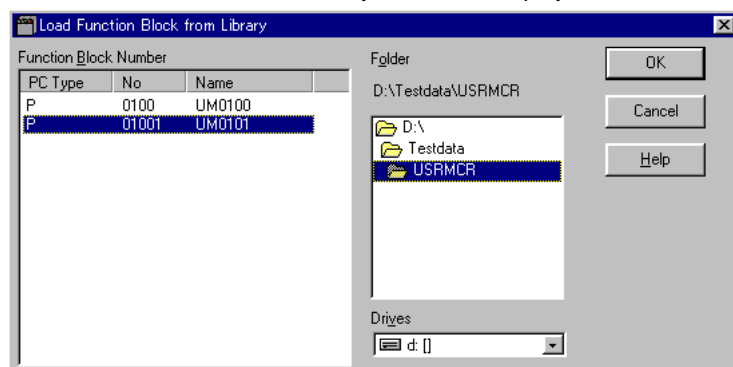 Load Function Block from Library
Function Block Number
PC Type No Name
P 0100 UM0100
P 01001 UM0101
Folder
D:\Testdata\USRMCR
D:\
Testdata
USRMCR
Drives
d: []
OK
Cancel
Help